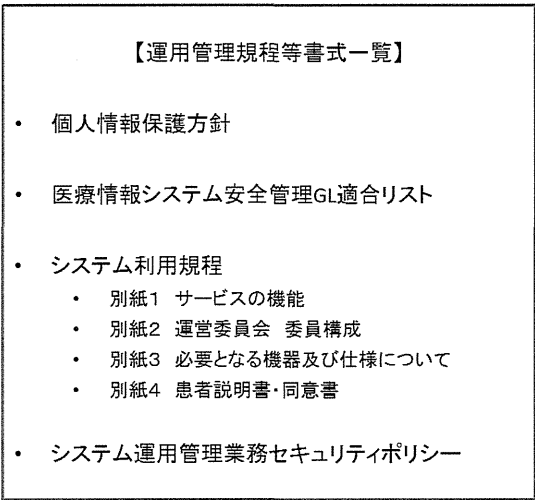 【運用管理規程等書式一覧】
• 個人情報保護方針
• 医療情報システム安全管理GL適合リスト
• システム利用規程
• 別紙1 サービスの機能
• 別紙2 運営委員会 委員構成
• 別紙3 必要となる機器及び仕様について
• 別紙4 患者説明書・同意書
• システム運用管理業務セキュリティポリシー